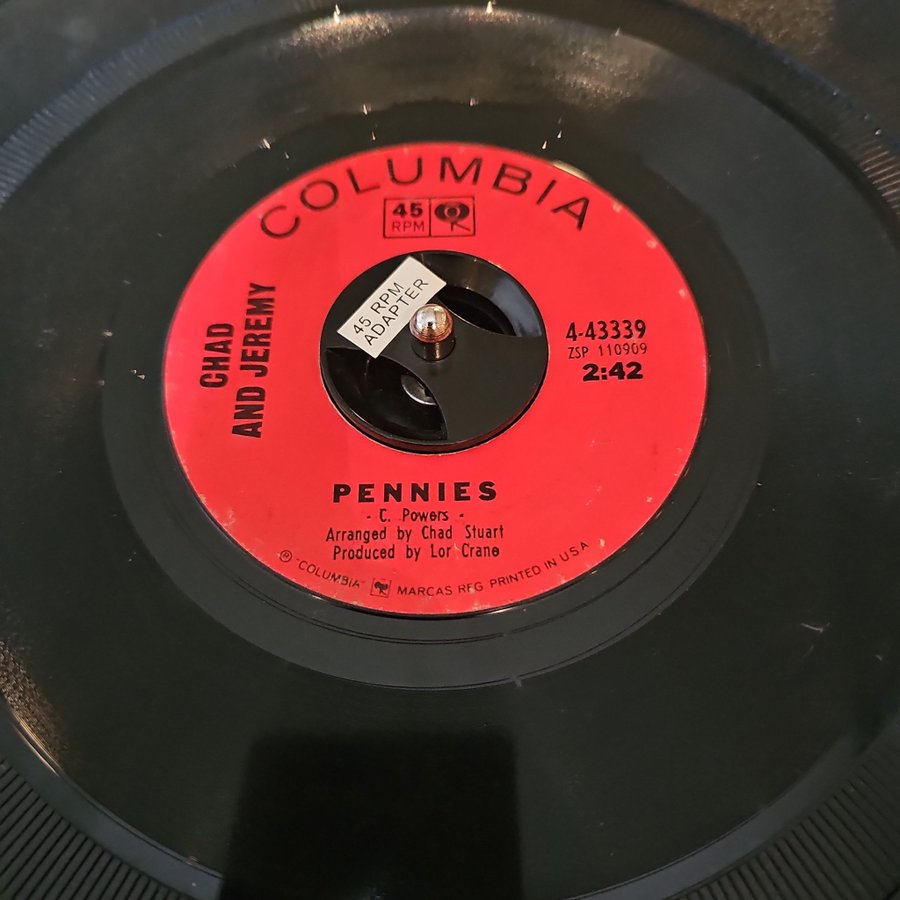 COLUMBIA
45
RPM
45 RPM
ADAPTER
CHAD
AND JEREMY
4-43339
ZSP 110909
2:42
PENNIES
- C. Powers -
Arranged by Chad Stuart
Produced by Lor Crane
® "COLUMBIA" MARCAS REG PRINTED IN U.S.A